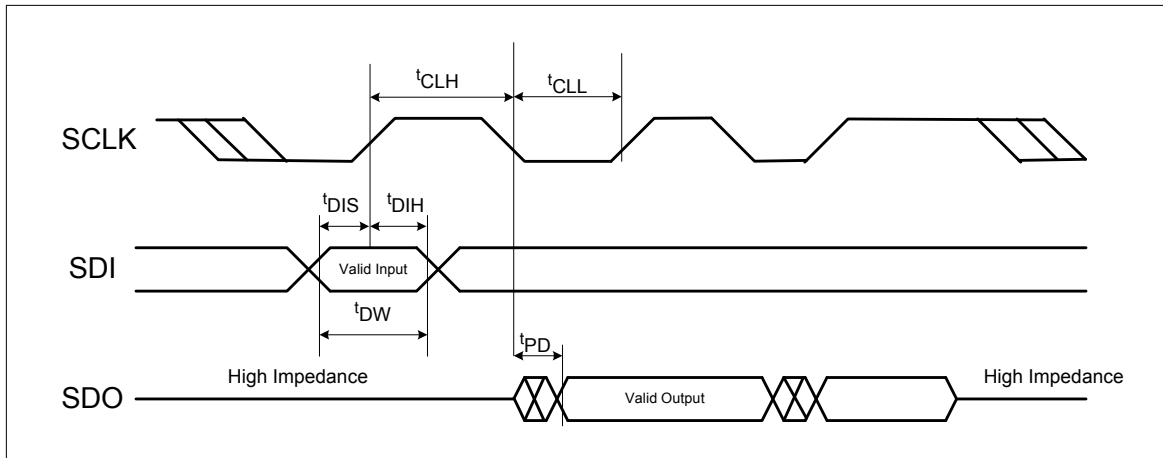 tCLH
tCLL
SCLK
tDIS
tDIH
SDI
Valid Input
tDW
tPD
High Impedance
High Impedance
SDO
Valid Output